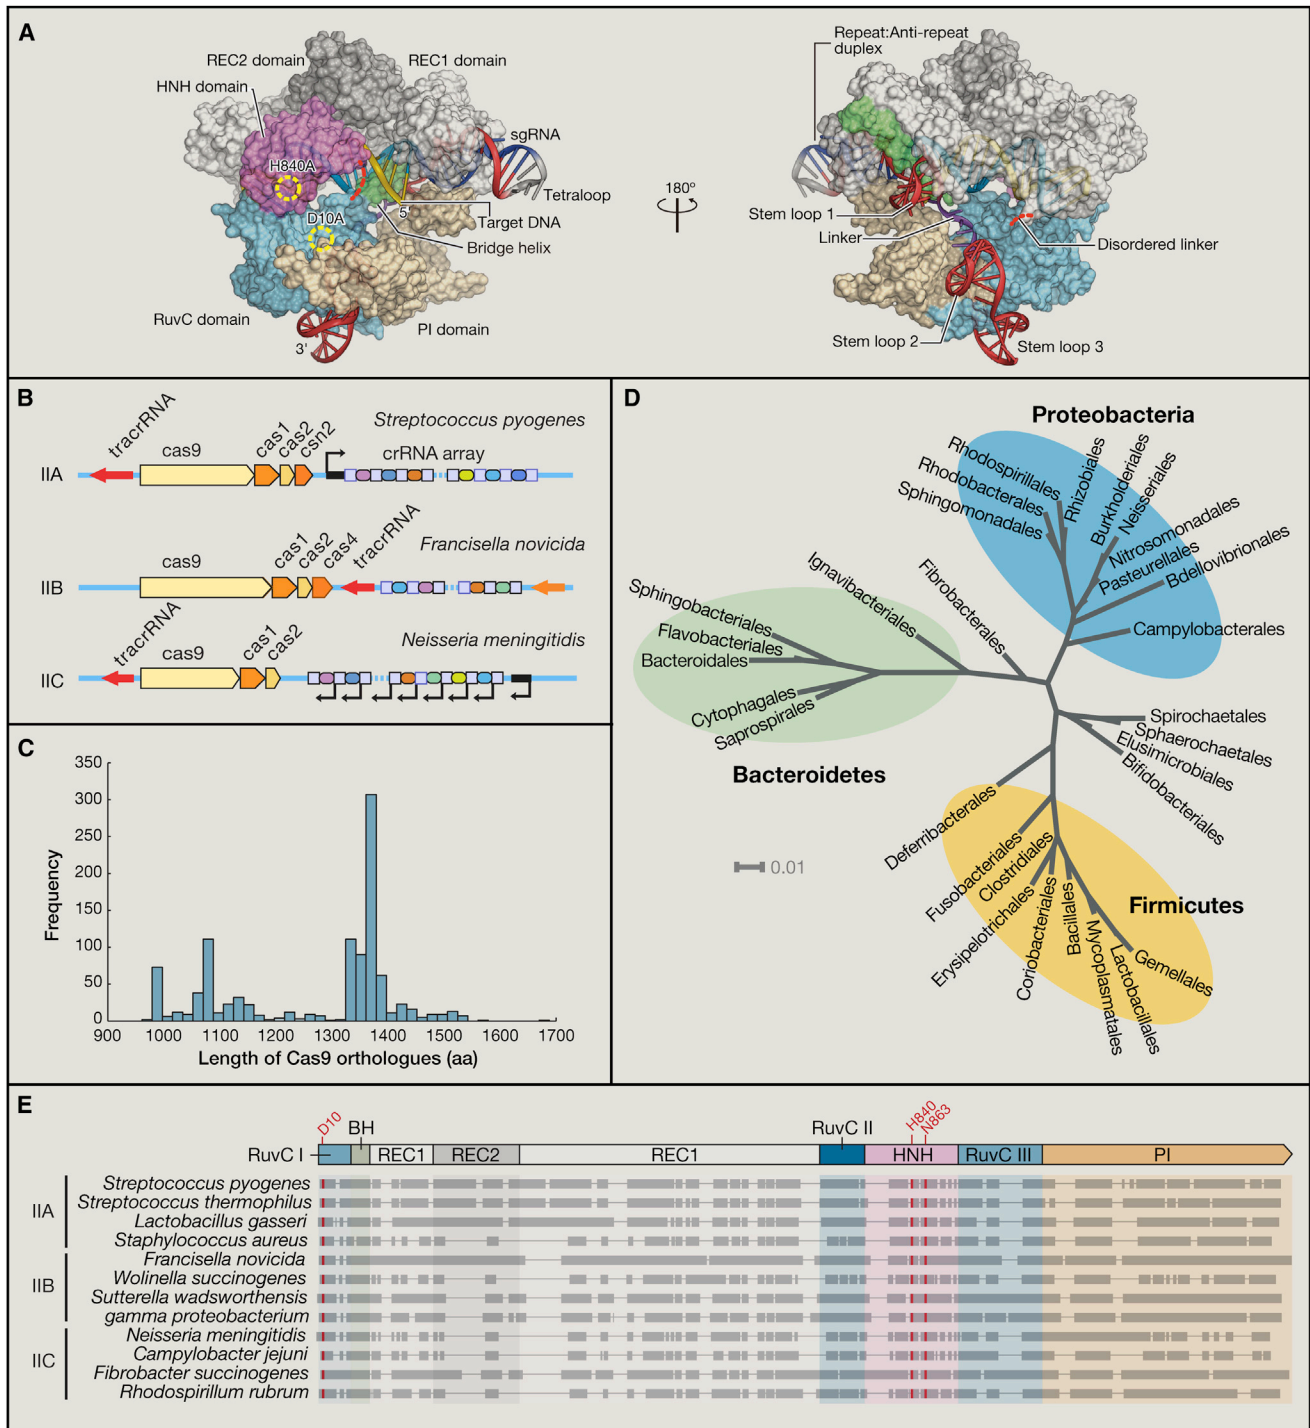 A
REC2 domain
REC1 domain
HNH domain
H840A
sgRNA
Tetraloop
D10A
5'
Target DNA
Bridge helix
RuvC domain
PI domain
3'
180°
Repeat:Anti-repeat
duplex
Stem loop 1
Linker
Disordered linker
Stem loop 2
Stem loop 3
B
IIA
tracrRNA
cas9
cas1
cas2
csn2
Streptococcus pyogenes
crRNA array
IIB
cas9
cas1
cas2
cas4
tracrRNA
Francisella novicida
IIC
tracrRNA
cas9
cas1
cas2
Neisseria meningitidis
C
350
300
250
200
150
100
50
0
Frequency
900 1000 1100 1200 1300 1400 1500 1600 1700
Length of Cas9 orthologues (aa)
D
Proteobacteria
Rhodospirillales
Rhodobacterales
Sphingomonadales
Rhizobiales
Burkholderiales
Neisseriales
Nitrosomonadales
Pasteurellales
Bdellovibrionales
Campylobacterales
Fibrobacterales
Ignavibacteriales
Sphingobacteriales
Flavobacteriales
Bacteroidales
Cytophagales
Saprospirales
Bacteroidetes
Spirochaetales
Sphaerochaetales
Elusimicrobiales
Bifidobacteriales
Deferribacterales
Fusobacteriales
Clostridiales
Erysipelotrichales
Coriobacteriales
Bacillales
Mycoplasmatales
Lactobacillales
Gemellales
Firmicutes
0.01
E
D10
BH
RuvC II
H840
N863
RuvC I
REC1
REC2
REC1
HNH
RuvC III
PI
IIA
Streptococcus pyogenes
Streptococcus thermophilus
Lactobacillus gasseri
Staphylococcus aureus
IIB
Francisella novicida
Wolinella succinogenes
Sutterella wadsworthensis
gamma proteobacterium
IIC
Neisseria meningitidis
Campylobacter jejuni
Fibrobacter succinogenes
Rhodospirillum rubrum